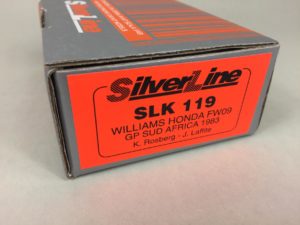 SilverLine
SLK 119
WILLIAMS HONDA FW09
GP SUD AFRICA 1983
K. Rosberg - J. Laffite